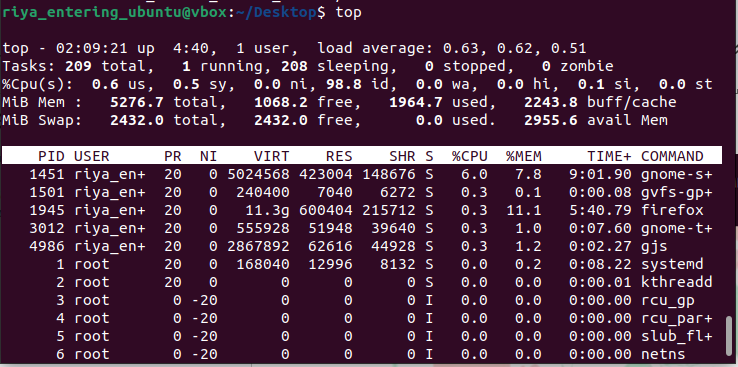 riya_entering_ubuntu@vbox:~/Desktop$ top
top - 02:09:21 up  4:40,  1 user,  load average: 0.63, 0.62, 0.51
Tasks: 209 total,   1 running, 208 sleeping,   0 stopped,   0 zombie
%Cpu(s):  0.6 us,  0.5 sy,  0.0 ni, 98.8 id,  0.0 wa,  0.0 hi,  0.1 si,  0.0 st
MiB Mem :   5276.7 total,   1068.2 free,   1964.7 used,   2243.8 buff/cache
MiB Swap:   2432.0 total,   2432.0 free,      0.0 used.   2955.6 avail Mem
PID USER      PR  NI    VIRT    RES    SHR S  %CPU  %MEM     TIME+ COMMAND
1451 riya_en+  20   0 5024568 423004 148676 S   6.0   7.8   9:01.90 gnome-s+
1501 riya_en+  20   0  240400   7040   6272 S   0.3   0.1   0:00.08 gvfs-gp+
1945 riya_en+  20   0   11.3g 600404 215712 S   0.3  11.1   5:40.79 firefox
3012 riya_en+  20   0  555928  51948  39640 S   0.3   1.0   0:07.60 gnome-t+
4986 riya_en+  20   0 2867892  62616  44928 S   0.3   1.2   0:02.27 gjs
1 root      20   0  168040  12996   8132 S   0.0   0.2   0:08.22 systemd
2 root      20   0       0      0      0 S   0.0   0.0   0:00.01 kthreadd
3 root       0 -20       0      0      0 I   0.0   0.0   0:00.00 rcu_gp
4 root       0 -20       0      0      0 I   0.0   0.0   0:00.00 rcu_par+
5 root       0 -20       0      0      0 I   0.0   0.0   0:00.00 slub_fl+
6 root       0 -20       0      0      0 I   0.0   0.0   0:00.00 netns